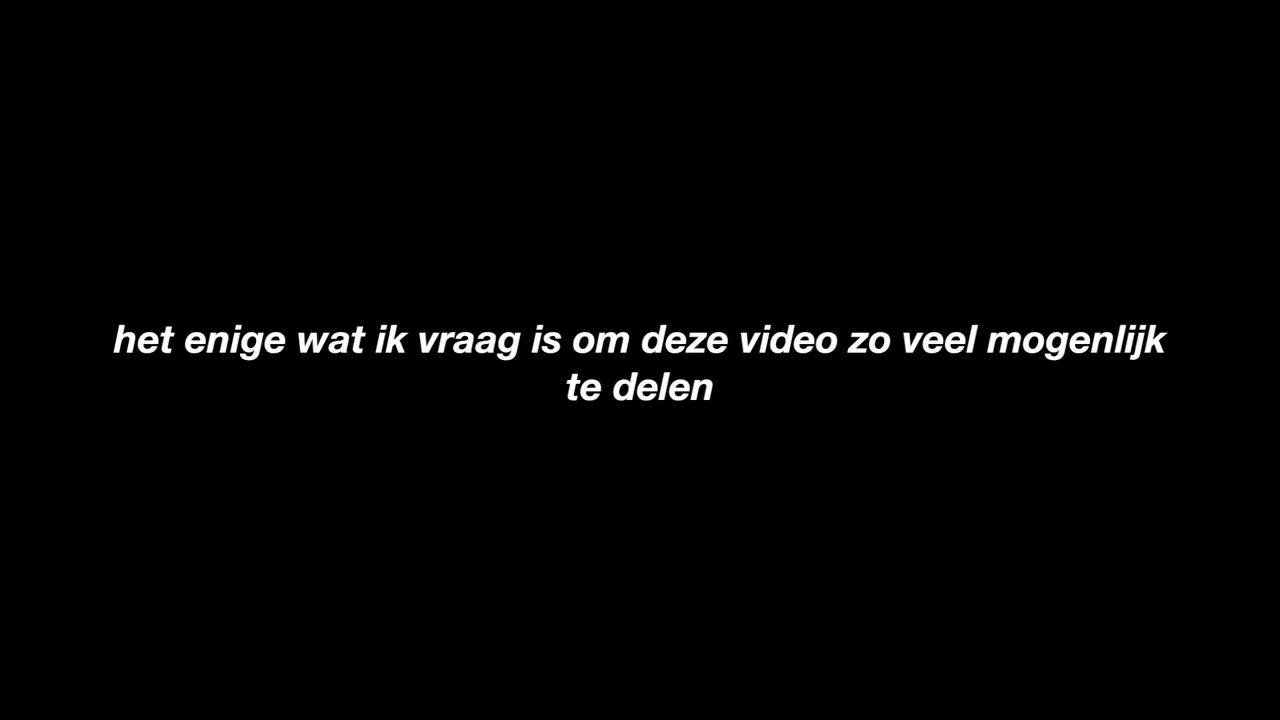 het enige wat ik vraag is om deze video zo veel mogenlijk
te delen